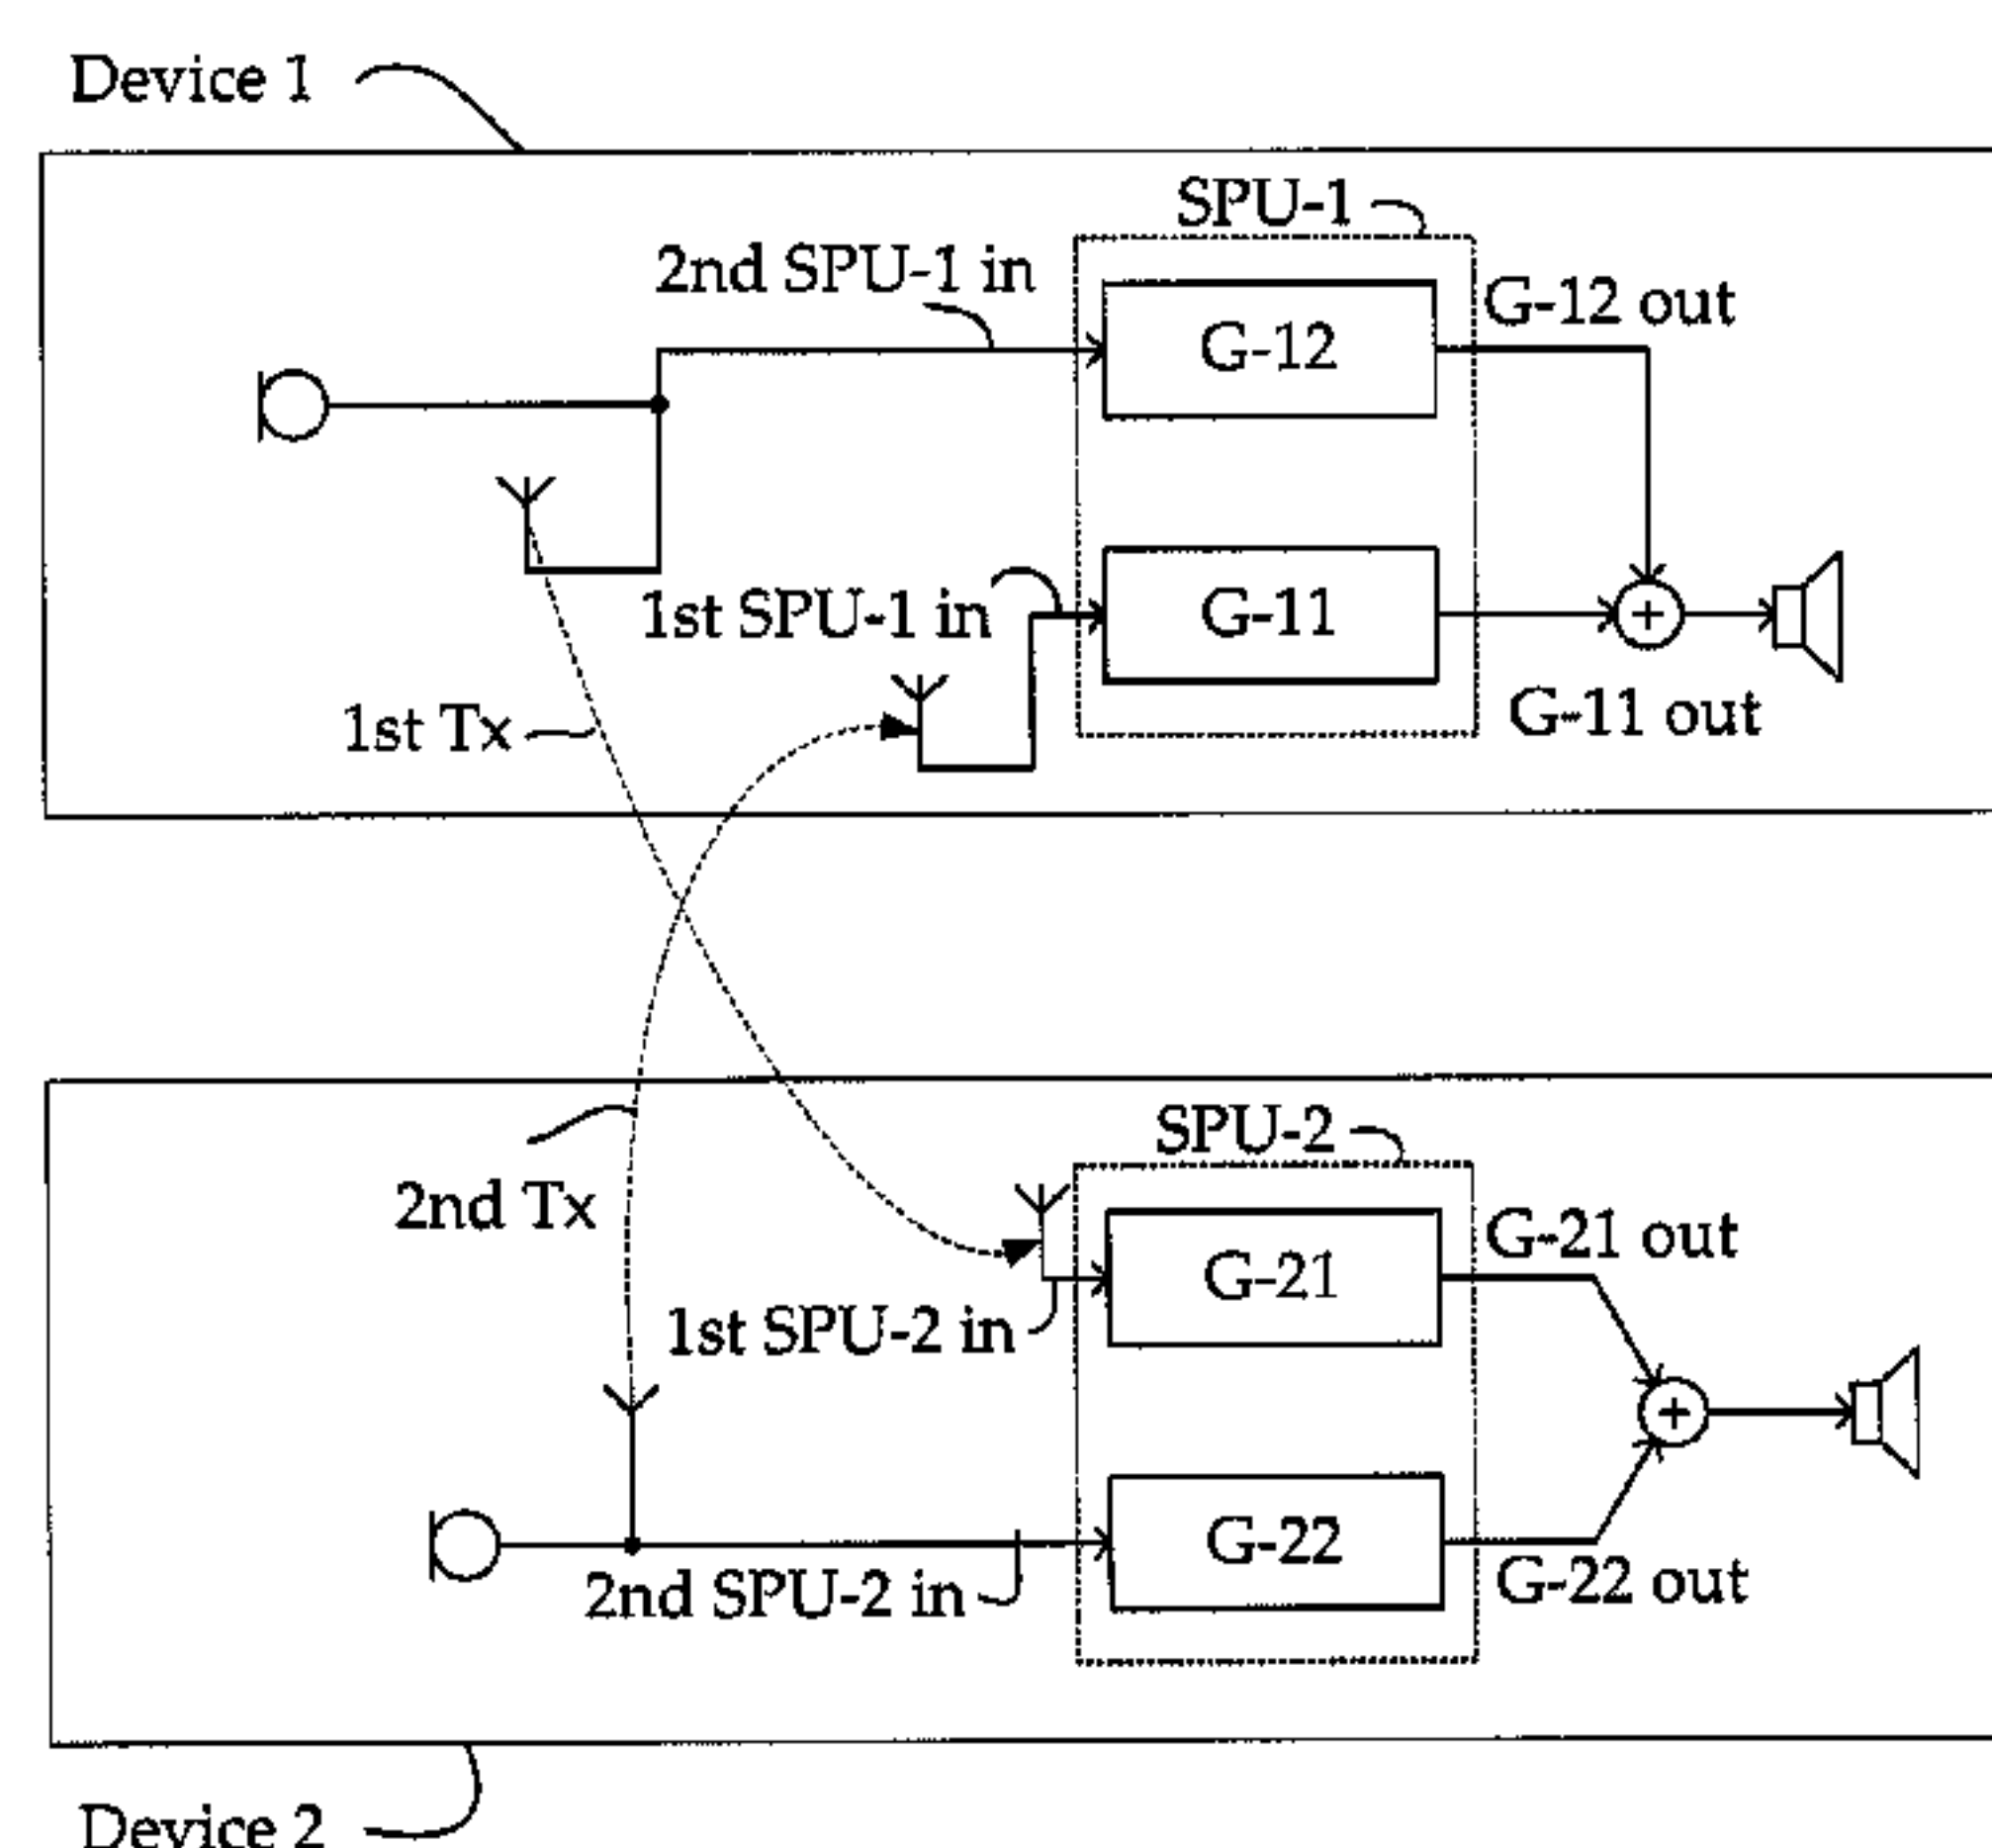 Device 1
SPU-1
2nd SPU-1 in
G-12 out
G-12
1st SPU-1 in
G-11
+
1st Tx
G-11 out
SPU-2
2nd Tx
G-21 out
G-21
1st SPU-2 in
+
G-22
2nd SPU-2 in
G-22 out
Device 2